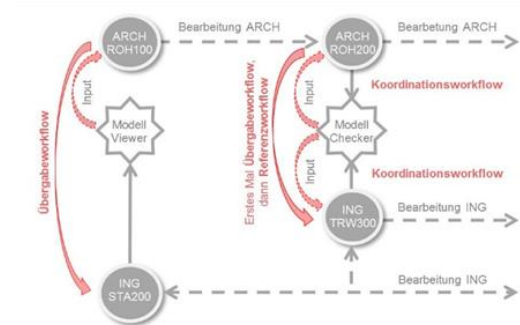 Bearbeitung ARCH
Bearbetung ARCH
ARCH
ROH100
ARCH
ROH200
Input
Übergabeworkflow
Modell
Viewer
Erstes Mal Übergabeworkflow,
dann Referenzworkflow
Input
Koordinationsworkflow
Modell
Checker
Input
Koordinationsworkflow
ING
TRW300
Bearbeitung ING
ING
STA200
Bearbeitung ING